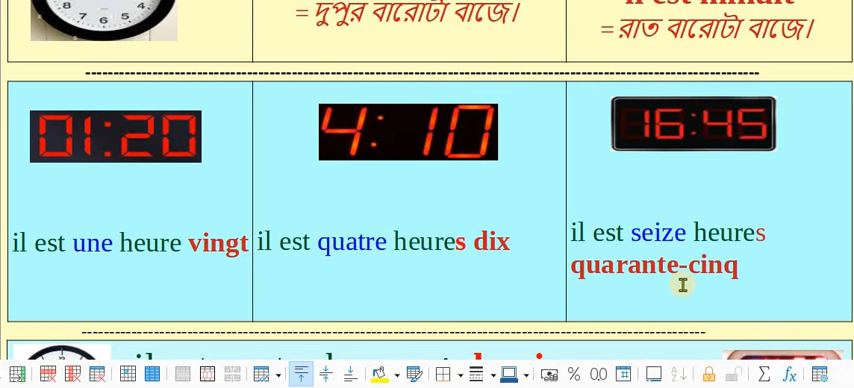 = দুপুর বারোটা বাজে।
= রাত বারোটা বাজে।
01:20
4:10
16:45
il est une heure vingt
il est quatre heures dix
il est seize heures
quarante-cinq